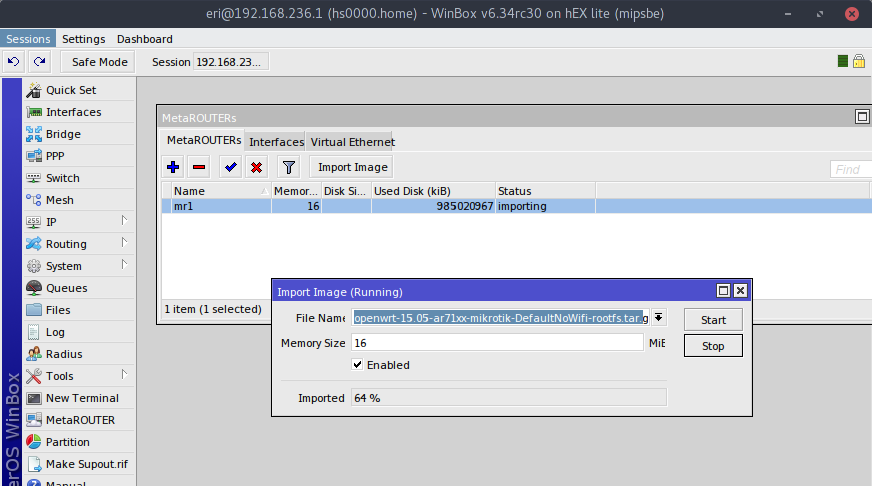 eri@192.168.236.1 (hs0000.home) - WinBox v6.34rc30 on hEX lite (mipsbe)
Sessions Settings Dashboard
Safe Mode Session 192.168.23...
Quick Set
Interfaces
Bridge
PPP
Switch
Mesh
IP
Routing
System
Queues
Files
Log
Radius
Tools
New Terminal
MetaROUTER
Partition
Make Supout.rif
Manual
erOS WinBox
MetaROUTERs
MetaROUTERs Interfaces Virtual Ethernet
Import Image Find
Name Memor... Disk Si... Used Disk (kiB) Status
mr1 16 985020967 importing
1 item (1 selected)
Import Image (Running)
File Name openwrt-15.05-ar71xx-mikrotik-DefaultNoWifi-rootfs.tar.g Start
Memory Size 16 MiB Stop
255
Enabled
Imported 64 %